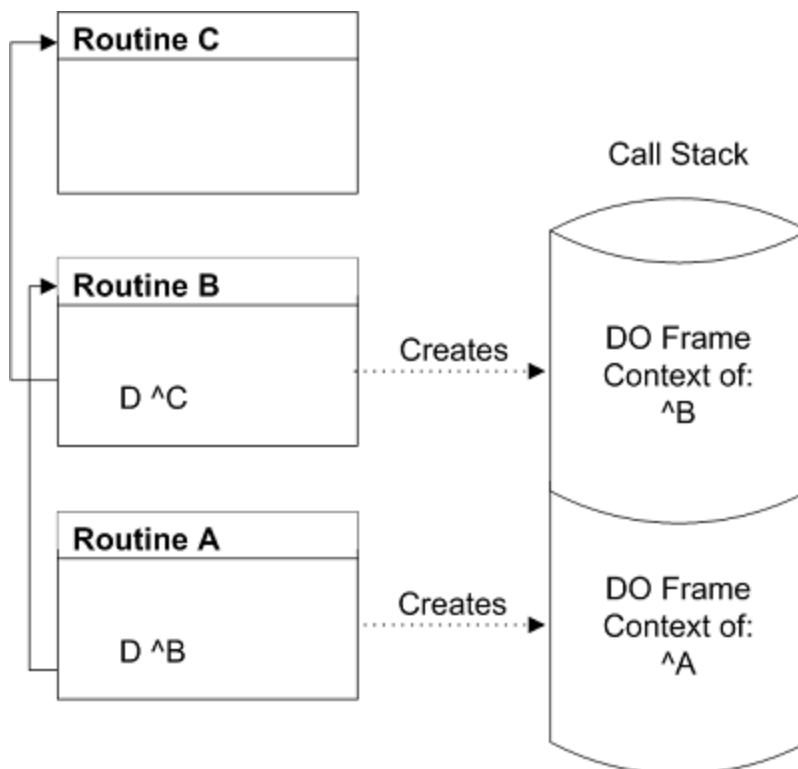 Routine C
Call Stack
Routine B
D ^C
Creates
DO Frame
Context of:
^B
Routine A
D ^B
Creates
DO Frame
Context of:
^A